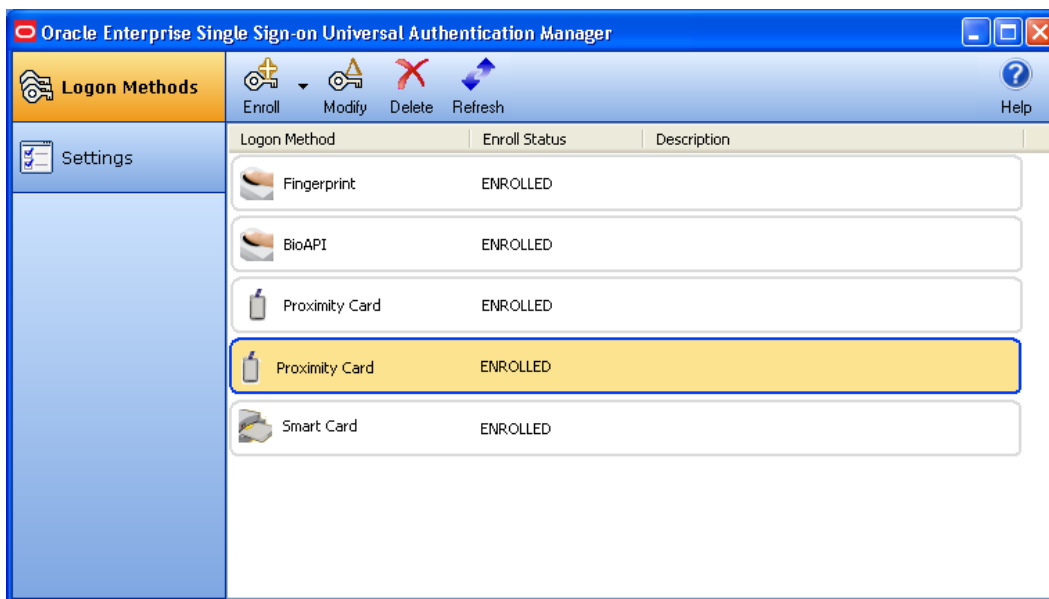 Oracle Enterprise Single Sign-on Universal Authentication Manager
Logon Methods
Settings
Enroll Modify Delete Refresh Help
Logon Method Enroll Status Description
Fingerprint ENROLLED
BioAPI ENROLLED
Proximity Card ENROLLED
Proximity Card ENROLLED
Smart Card ENROLLED